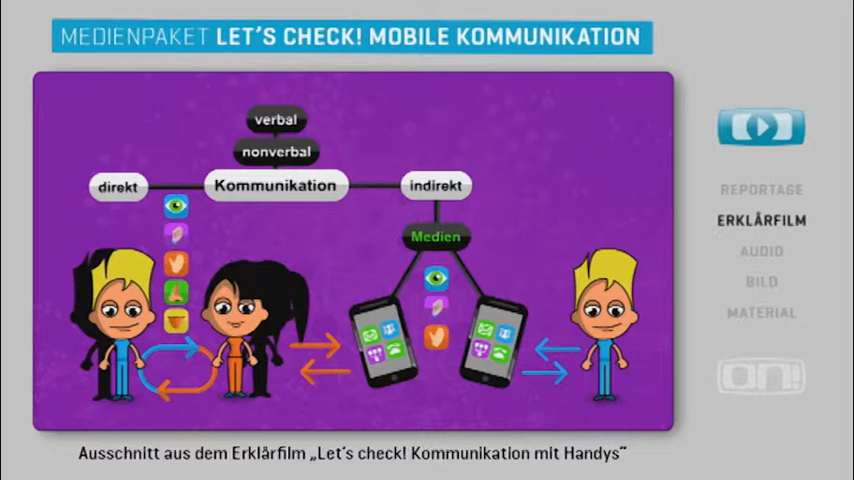 MEDIENPAKET LET'S CHECK! MOBILE KOMMUNIKATION
verbal
nonverbal
direkt
Kommunikation
indirekt
Medien
REPORTAGE
ERKLÄRFILM
AUDIO
BILD
MATERIAL
on!
Ausschnitt aus dem Erklärfilm „Let's check! Kommunikation mit Handys"